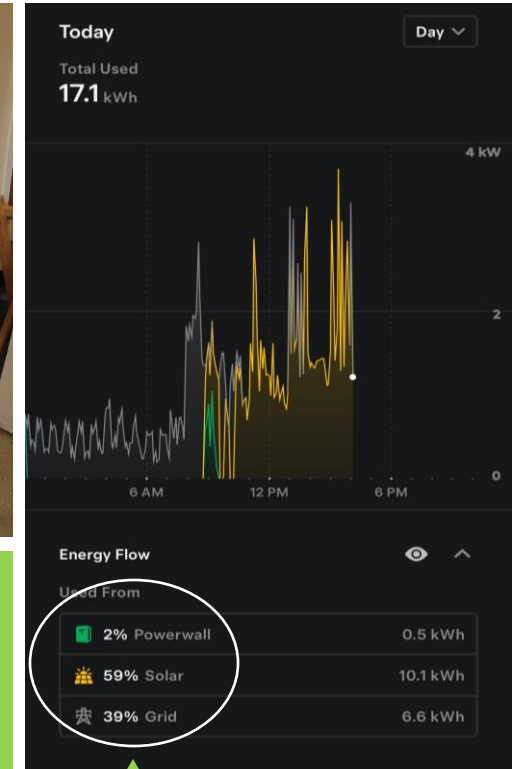 Today
Day
Total Used
17.1 kWh
4 kW
2
0
6 AM 12 PM 6 PM
Energy Flow
Used From
2% Powerwall 0.5 kWh
59% Solar 10.1 kWh
39% Grid 6.6 kWh